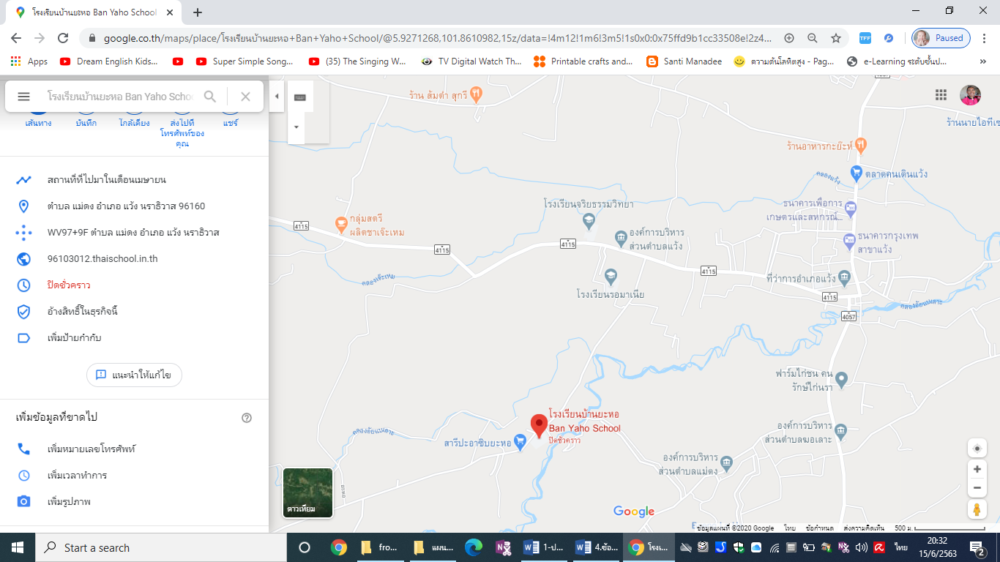 โรงเรียนบ้านยะหอ Ban Yaho School
google.co.th/maps/place/โรงเรียนบ้านยะหอ+Ban+Yaho+School/@5.9271268,101.8610982,15z/data=!4m12!1m6!3m5!1s0x0:0x75ffd9b1cc33508e!2z4...
TFF
Paused
Apps
Dream English Kids...
Super Simple Song...
(35) The Singing W...
TV Digital Watch Th...
Printable crafts and...
Santi Manadee
ความดันโลหิตสูง - Pag...
e-Learning ระดับชั้นป...
»
โรงเรียนบ้านยะหอ Ban Yaho Schoo
เส้นทาง
บันทึก
ใกล้เคียง
ส่งไปที่
โทรศัพท์ของ
คุณ
แชร์
สถานที่ที่ไปมาในเดือนเมษายน
ตำบล แม่ดง อำเภอ แว้ง นราธิวาส 96160
WV97+9F ตำบล แม่ดง อำเภอ แว้ง นราธิวาส
96103012.thaischool.in.th
ปิดชั่วคราว
อ้างสิทธิ์ในธุรกิจนี้
เพิ่มป้ายกำกับ
แนะนำให้แก้ไข
เพิ่มข้อมูลที่ขาดไป
เพิ่มหมายเลขโทรศัพท์
เพิ่มเวลาทำการ
เพิ่มรูปภาพ
ร้าน ส้มตำ สุกรี
4057
ร้านนายไอทีเซ
ร้านอาหารกะย๊ะห์
ตลาดคนเดินแว้ง
คลองแว้ง
ธนาคารเพื่อการ
เกษตรและสหกรณ์...
ธนาคารกรุงเทพ
สาขาแว้ง
โรงเรียนจริยธรรมวิทยา
4115
กลุ่มสตรี
ผลิตชาเจ๊ะเหม
องค์การบริหาร
ส่วนตำบลแว้ง
4115
4115
4115
ที่ว่าการอำเภอแว้ง
คลองเจ๊ะเหม
โรงเรียนรอมาเนีย
4115
4057
ฟาร์มไก่ชน คน
รักษ์ไก่นรา
โรงเรียนบ้านยะหอ
Ban Yaho School
ปิดชั่วคราว
สารีปะอาซิบยะหอ
องค์การบริหาร
ส่วนตำบลฆอเลาะ
องค์การบริหาร
ส่วนตำบลแม่ดง
ยะหอ
ดาวเทียม
Google
ข้อมูลแผนที่ ©2020 Google
ไทย
ข้อกำหนด
ส่งความคิดเห็น
500 ม.
Start a search
fro...
แผน...
1-ป...
4.ข้อ...
โรงเ...
ไทย
20:32
15/6/2563
2